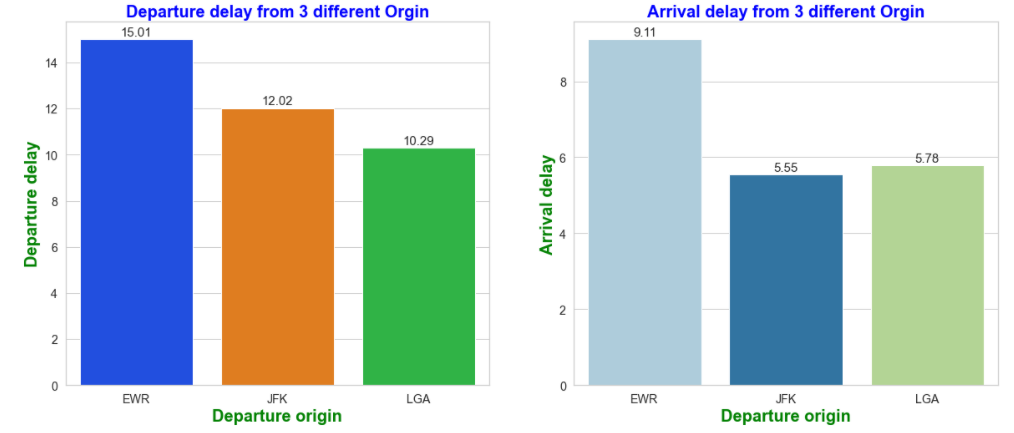 Departure delay from 3 different Orgin
15.01
12.02
10.29
14
12
10
8
6
4
2
0
Departure delay
EWR
JFK
LGA
Departure origin
Arrival delay from 3 different Orgin
9.11
5.55
5.78
8
6
4
2
0
Arrival delay
EWR
JFK
LGA
Departure origin